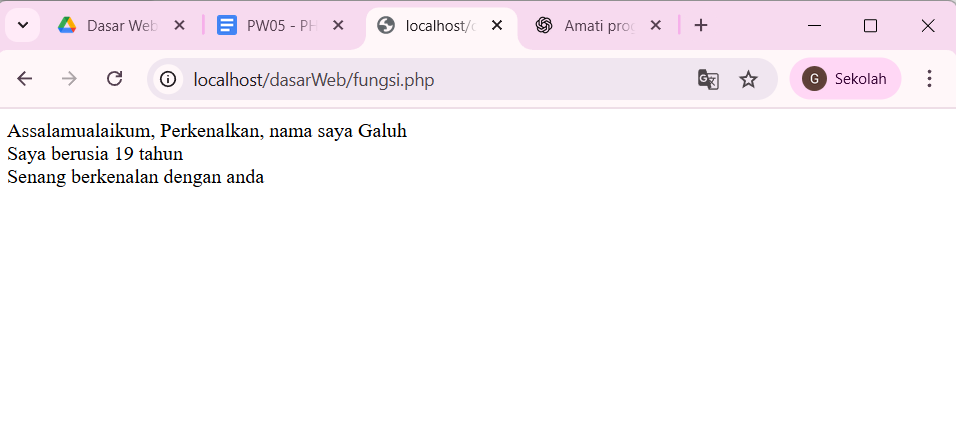 Dasar Web
PW05 - PH
localhost/
Amati prog
localhost/dasarWeb/fungsi.php
G
Sekolah
Assalamualaikum, Perkenalkan, nama saya Galuh
Saya berusia 19 tahun
Senang berkenalan dengan anda